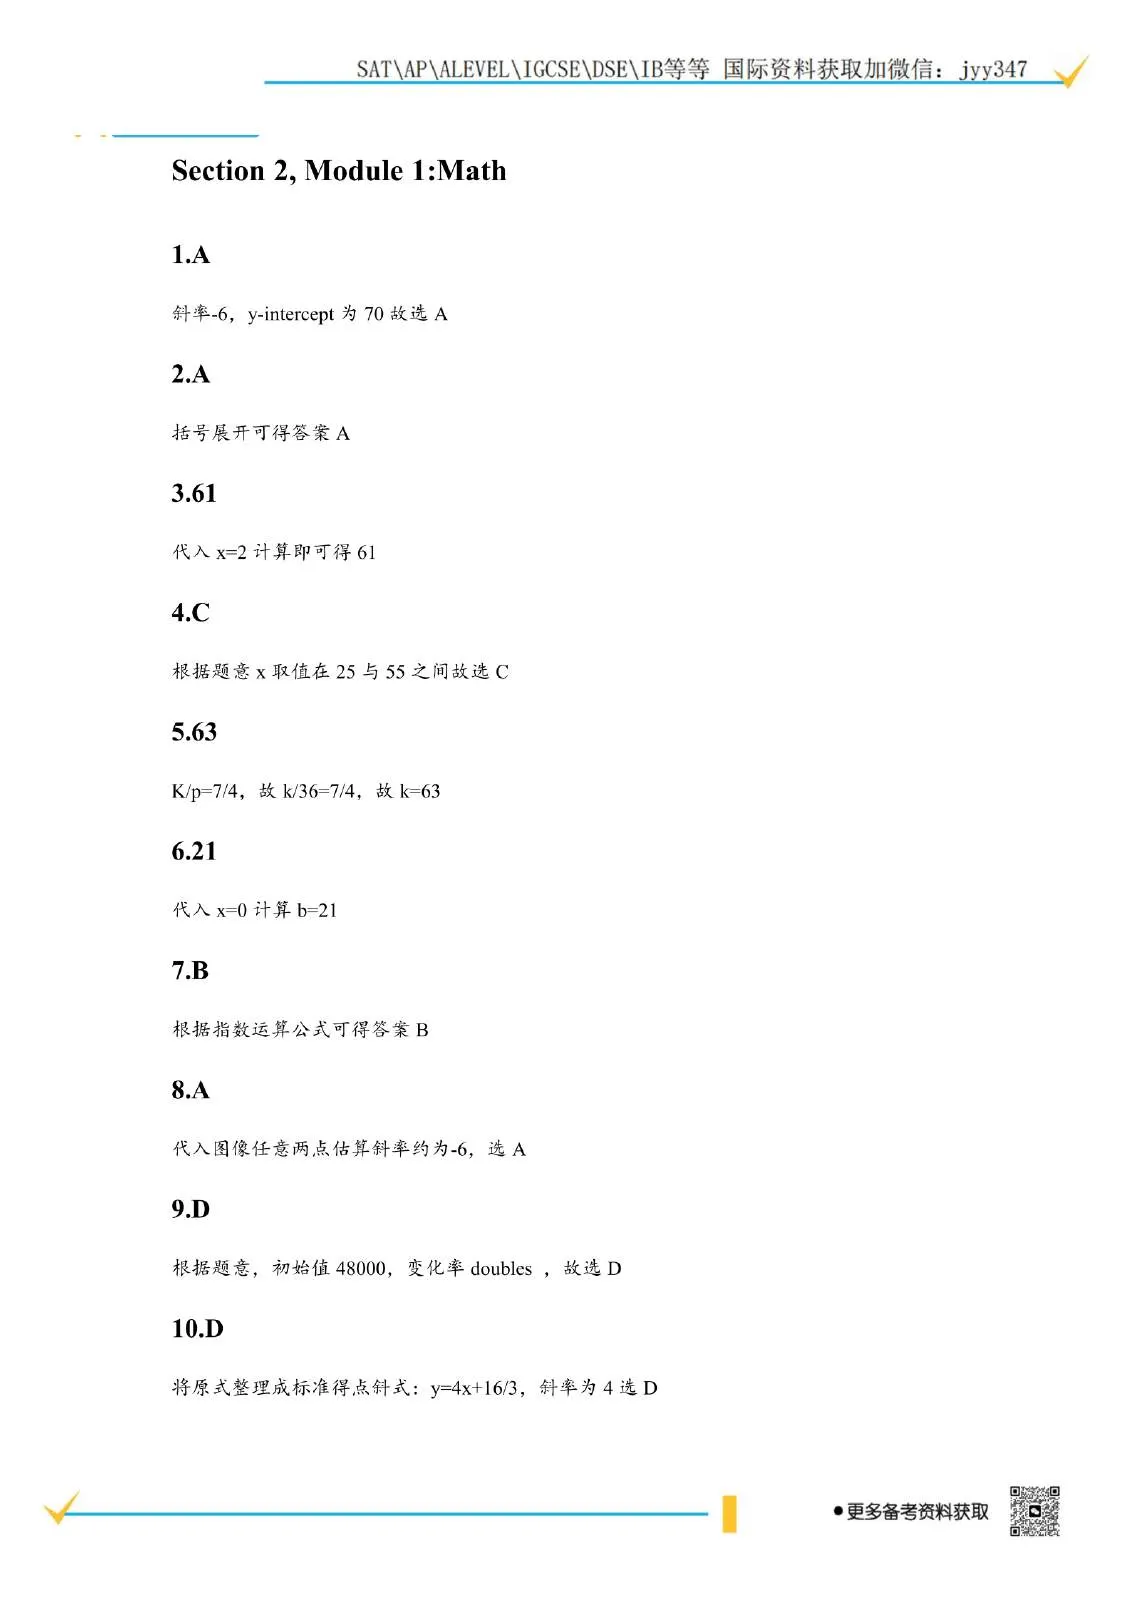 SAT\AP\ALEVEL\IGCSE\DSE\IB等等 国际资料获取加微信：jyy347
Section 2, Module 1:Math
1.A
斜率-6，y-intercept 为 70 故选 A
2.A
括号展开可得答案 A
3.61
代入 x=2 计算即可得 61
4.C
根据题意 x 取值在 25 与 55 之间故选 C
5.63
K/p=7/4，故 k/36=7/4，故 k=63
6.21
代入 x=0 计算 b=21
7.B
根据指数运算公式可得答案 B
8.A
代入图像任意两点估算斜率约为-6，选 A
9.D
根据题意，初始值 48000，变化率 doubles ，故选 D
10.D
将原式整理成标准得点斜式：y=4x+16/3，斜率为 4 选 D
●更多备考资料获取